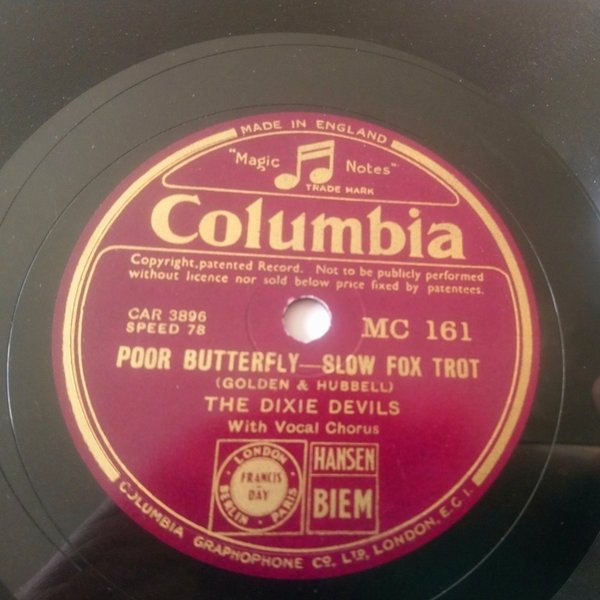 MADE IN ENGLAND
"Magic Notes"
TRADE MARK
Columbia
Copyright, patented Record. Not to be publicly performed
without licence nor sold below price fixed by patentees.
CAR 3896
SPEED 78
MC 161
POOR BUTTERFLY—SLOW FOX TROT
(GOLDEN & HUBBELL)
THE DIXIE DEVILS
With Vocal Chorus
LONDON
FRANCIS
DAY
BERLIN • PARIS
HANSEN
BIEM
COLUMBIA GRAPHOPHONE CO., LTD, LONDON, E.C.1.